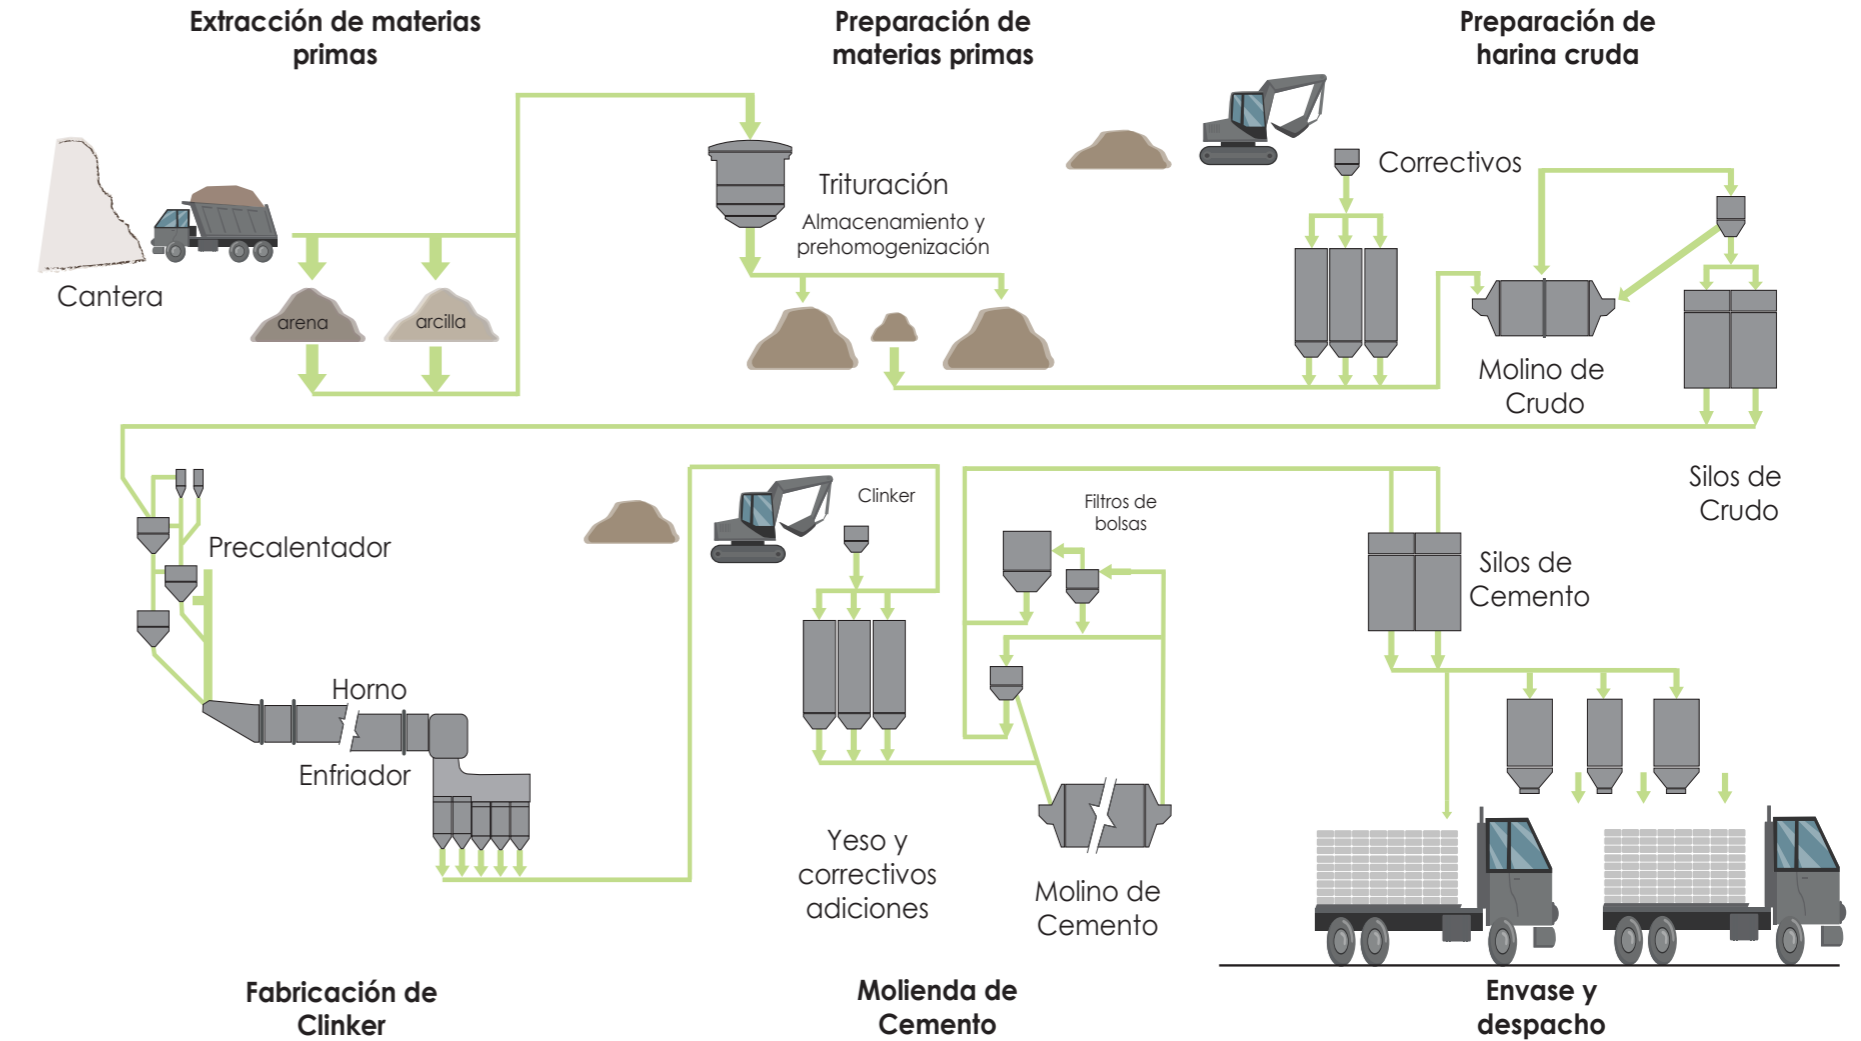 Extracción de materias
primas
Preparación de
materias primas
Preparación de
harina cruda
Cantera
arena
arcilla
Trituración
Almacenamiento y
prehomogenización
Correctivos
Molino de
Crudo
Silos de
Crudo
Precalentador
Horno
Enfriador
Clinker
Filtros de
bolsas
Yeso y
correctivos
adiciones
Molino de
Cemento
Silos de
Cemento
Fabricación de
Clinker
Molienda de
Cemento
Envase y
despacho